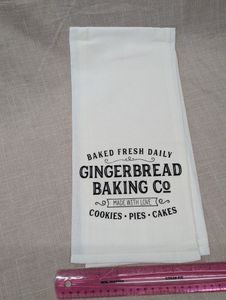 BAKED FRESH DAILY
GINGERBREAD
BAKING CO
MADE WITH LOVE
COOKIES • PIES • CAKES